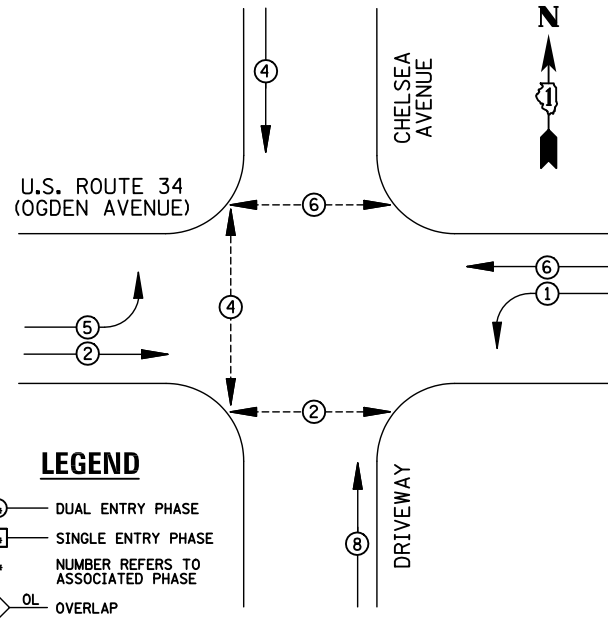 N
1
4
CHELSEA
AVENUE
U.S. ROUTE 34
(OGDEN AVENUE)
6
6
1
4
5
2
2
LEGEND
DUAL ENTRY PHASE
SINGLE ENTRY PHASE
NUMBER REFERS TO
ASSOCIATED PHASE
OL OVERLAP
8
DRIVEWAY